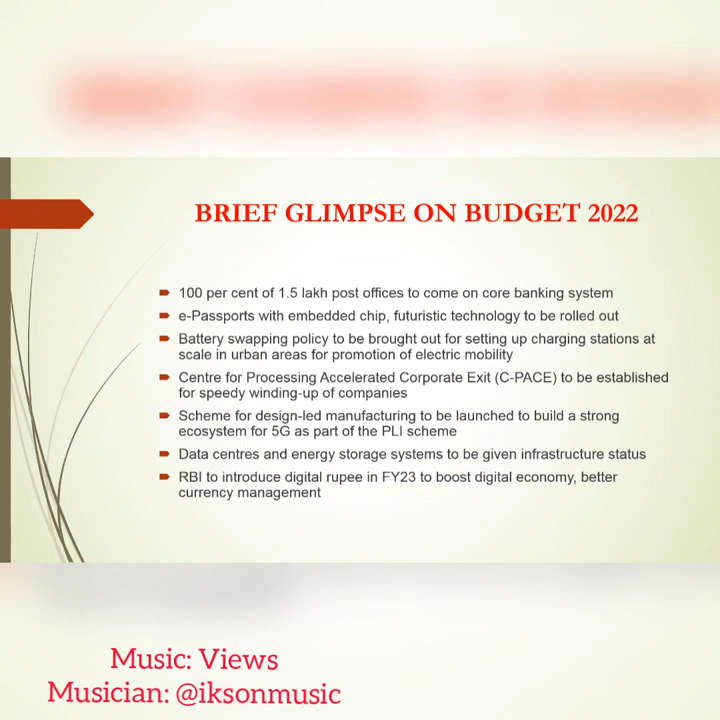 BRIEF GLIMPSE ON BUDGET 2022
100 per cent of 1.5 lakh post offices to come on core banking system
e-Passports with embedded chip, futuristic technology to be rolled out
Battery swapping policy to be brought out for setting up charging stations at
scale in urban areas for promotion of electric mobility
Centre for Processing Accelerated Corporate Exit (C-PACE) to be established
for speedy winding-up of companies
Scheme for design-led manufacturing to be launched to build a strong
ecosystem for 5G as part of the PLI scheme
Data centres and energy storage systems to be given infrastructure status
RBI to introduce digital rupee in FY23 to boost digital economy, better
currency management
Music: Views
Musician: @iksonmusic